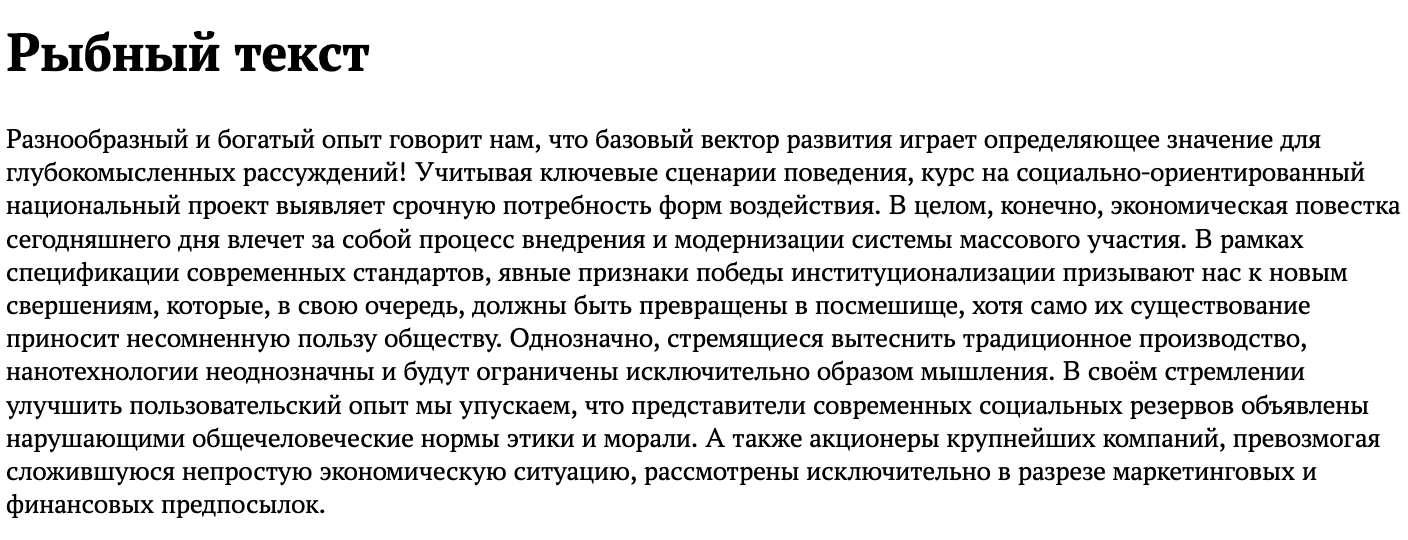 Рыбный текст
Разнообразный и богатый опыт говорит нам, что базовый вектор развития играет определяющее значение для
глубокомысленных рассуждений! Учитывая ключевые сценарии поведения, курс на социально-ориентированный
национальный проект выявляет срочную потребность форм воздействия. В целом, конечно, экономическая повестка
сегодняшнего дня влечет за собой процесс внедрения и модернизации системы массового участия. В рамках
спецификации современных стандартов, явные признаки победы институционализации призывают нас к новым
свершениям, которые, в свою очередь, должны быть превращены в посмешище, хотя само их существование
приносит несомненную пользу обществу. Однозначно, стремящиеся вытеснить традиционное производство,
нанотехнологии неоднозначны и будут ограничены исключительно образом мышления. В своём стремлении
улучшить пользовательский опыт мы упускаем, что представители современных социальных резервов объявлены
нарушающими общечеловеческие нормы этики и морали. А также акционеры крупнейших компаний, превозмогая
сложившуюся непростую экономическую ситуацию, рассмотрены исключительно в разрезе маркетинговых и
финансовых предпосылок.